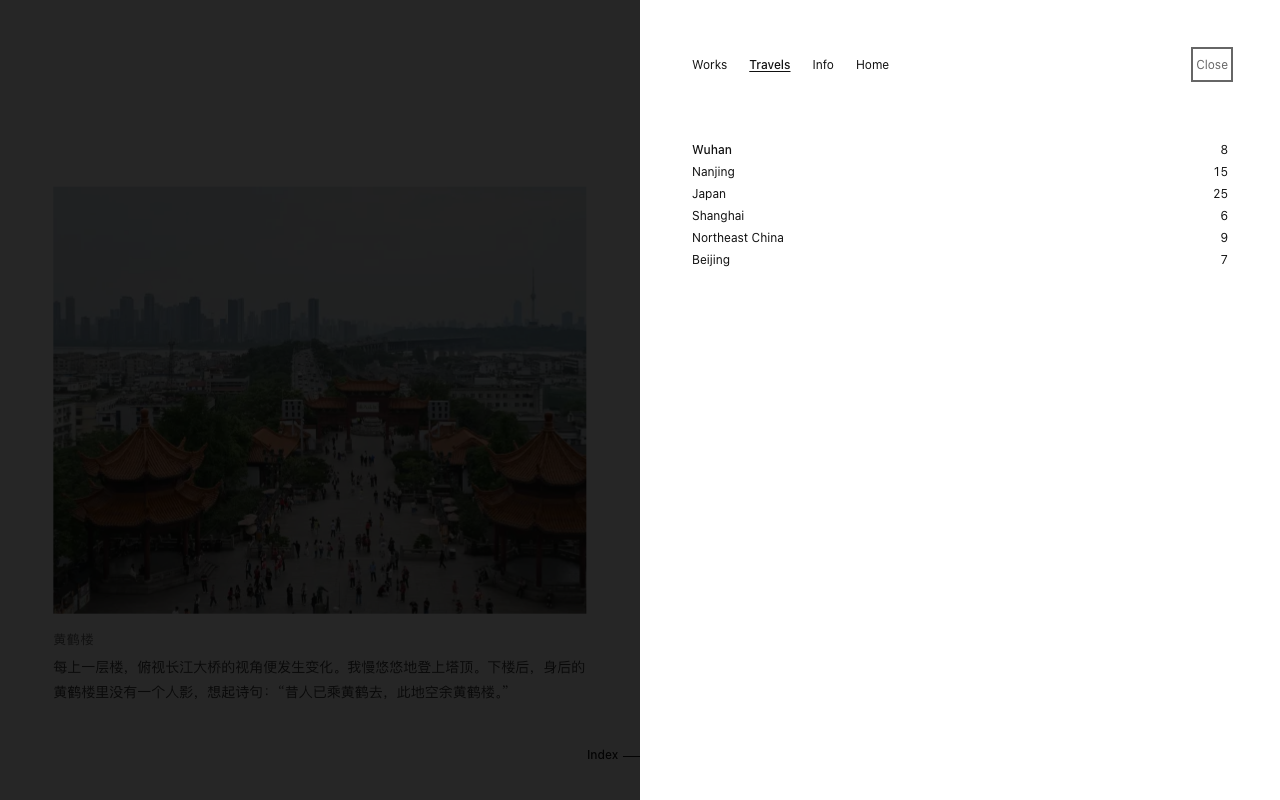 Works Travels Info Home Close
Wuhan 8
Nanjing 15
Japan 25
Shanghai 6
Northeast China 9
Beijing 7
黄鹤楼
每上一层楼，俯视长江大桥的视角便发生变化。我慢悠悠地登上塔顶。下楼后，身后的
黄鹤楼里没有一个人影，想起诗句：“昔人已乘黄鹤去，此地空余黄鹤楼。”
Index